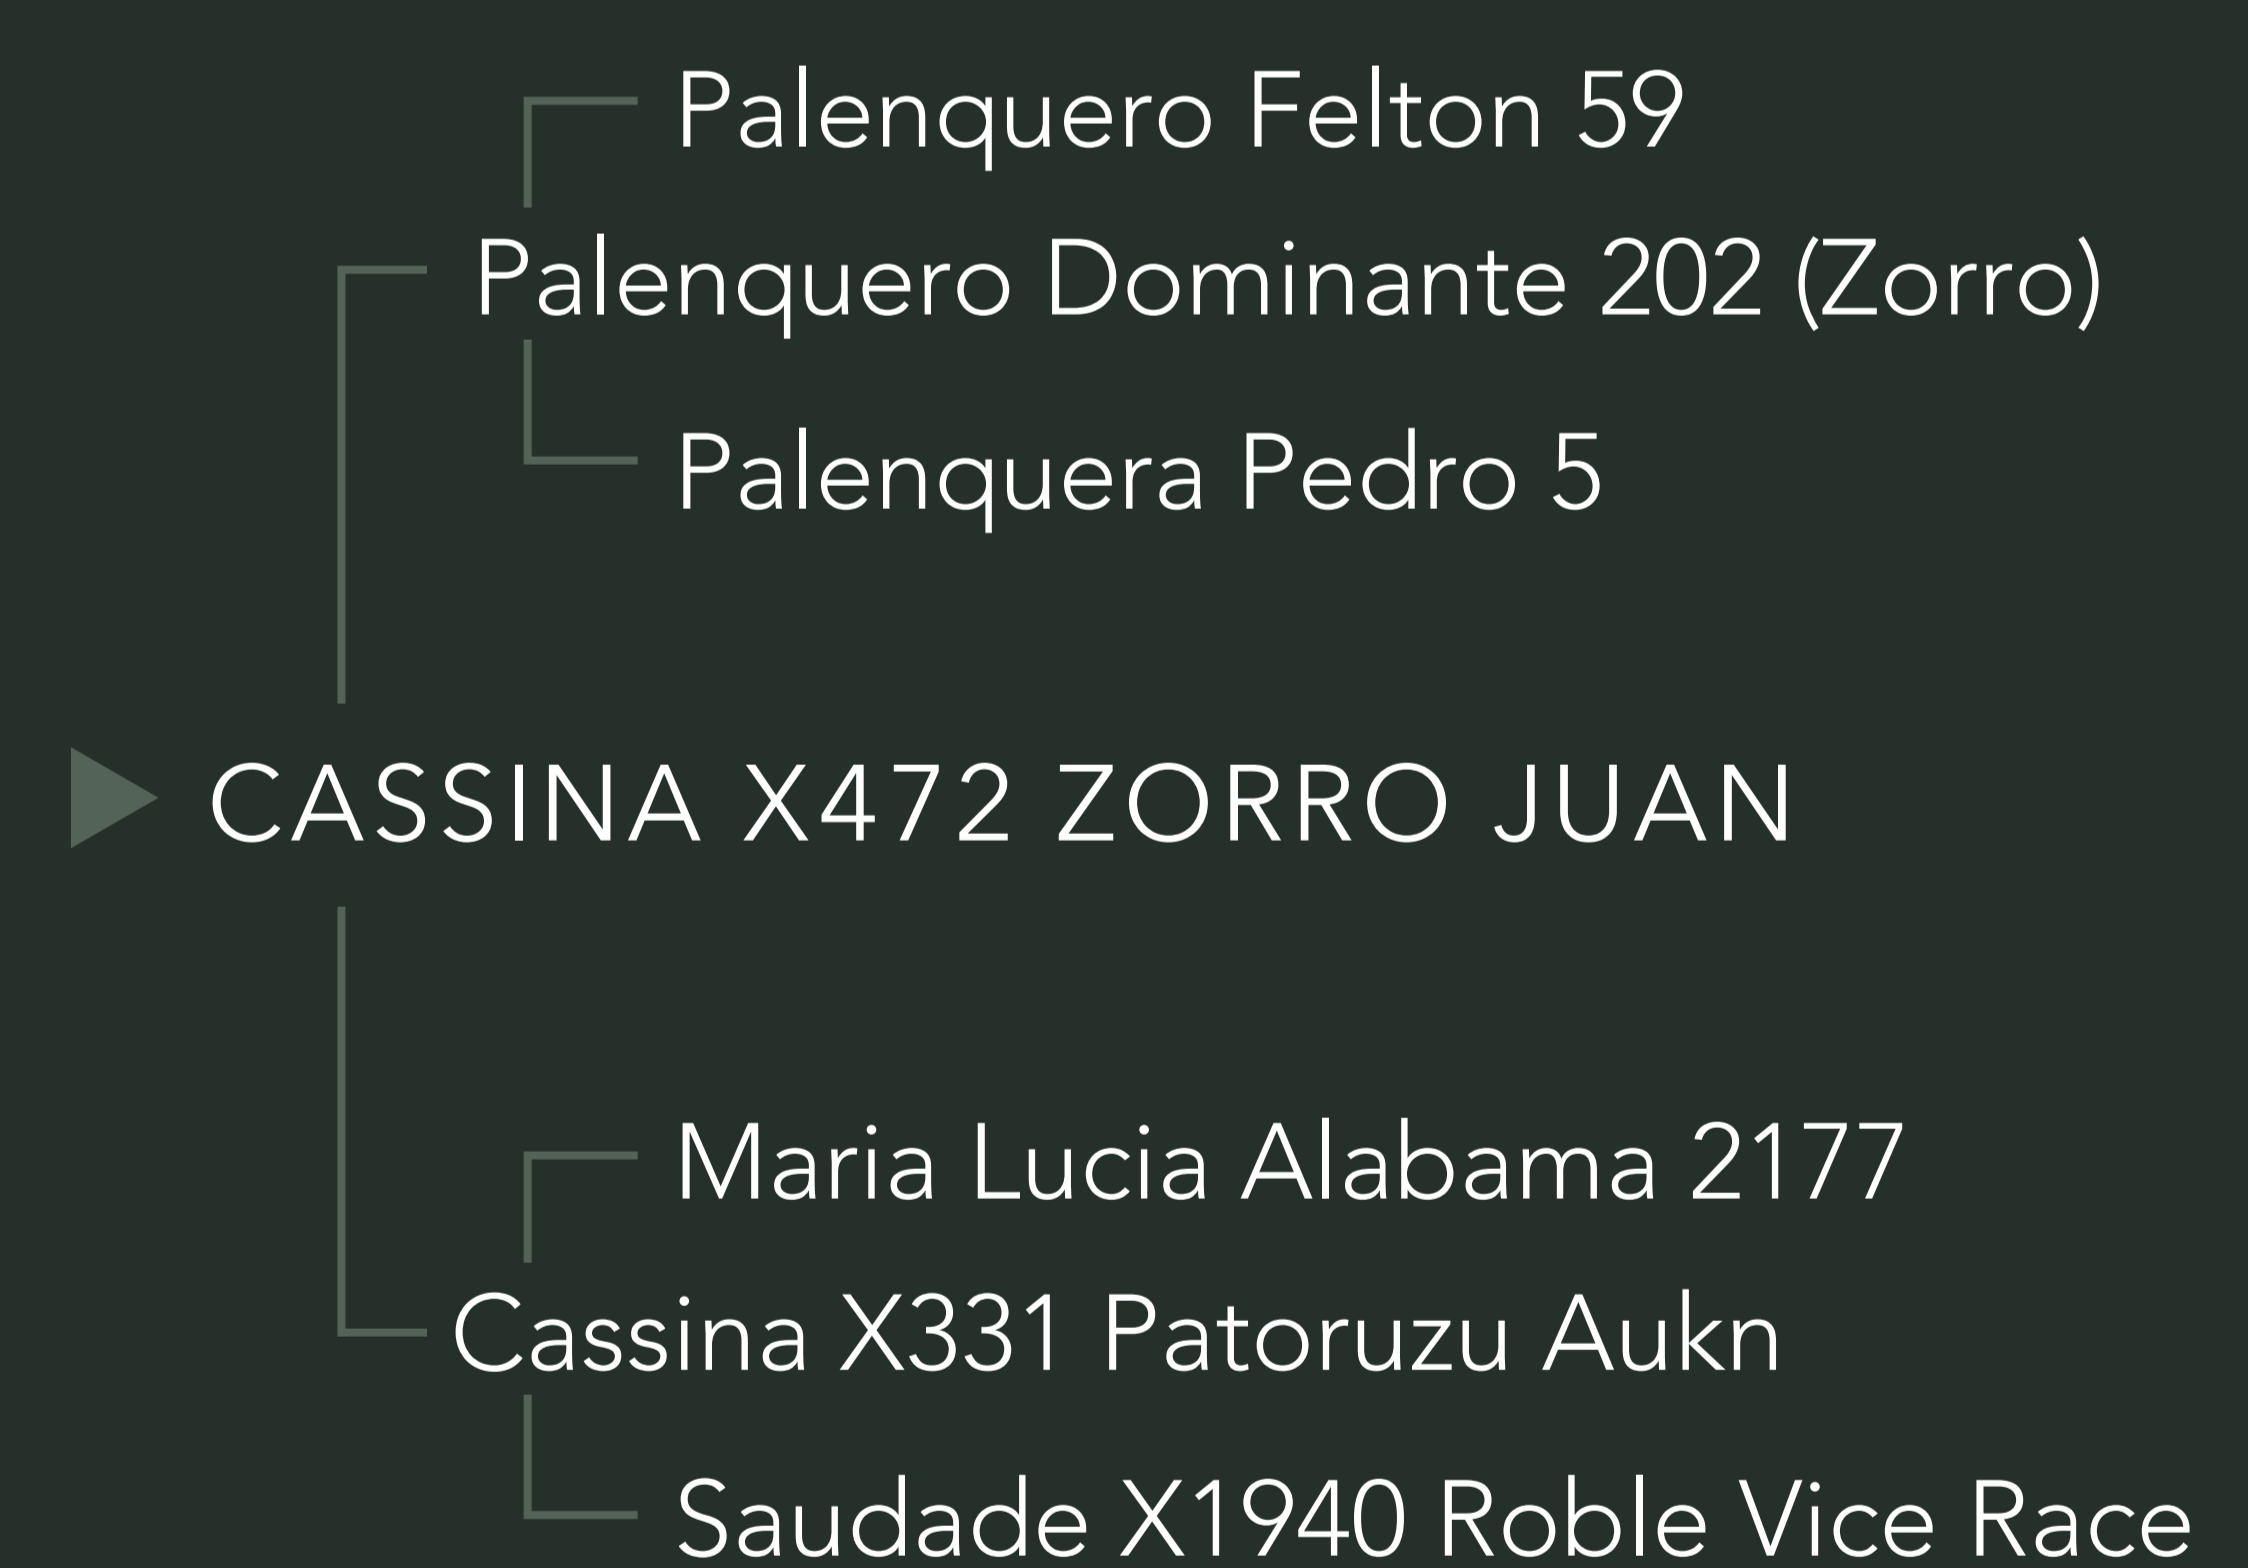 Palenquero Felton 59
Palenquero Dominante 202 (Zorro)
Palenquera Pedro 5
CASSINA X472 ZORRO JUAN
Maria Lucia Alabama 2177
Cassina X331 Patoruzu Aukn
Saudade X1940 Roble Vice Race